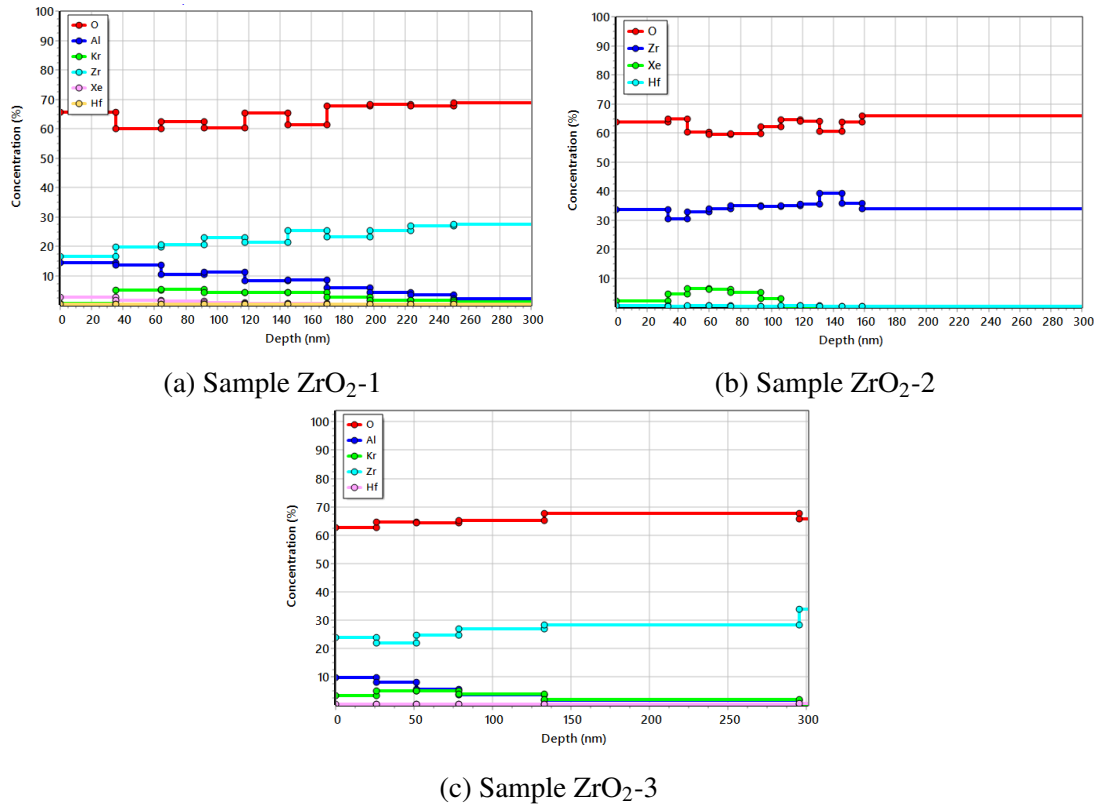 100
90
80
70
60
50
40
30
20
10
Concentration (%)
O
Al
Kr
Zr
Xe
Hf
0 20 40 60 80 100 120 140 160 180 200 220 240 260 280 300
Depth (nm)
(a) Sample ZrO₂-1
100
90
80
70
60
50
40
30
20
10
Concentration (%)
O
Zr
Xe
Hf
0 20 40 60 80 100 120 140 160 180 200 220 240 260 280 300
Depth (nm)
(b) Sample ZrO₂-2
100
90
80
70
60
50
40
30
20
10
Concentration (%)
O
Al
Kr
Zr
Hf
0 50 100 150 200 250 300
Depth (nm)
(c) Sample ZrO₂-3